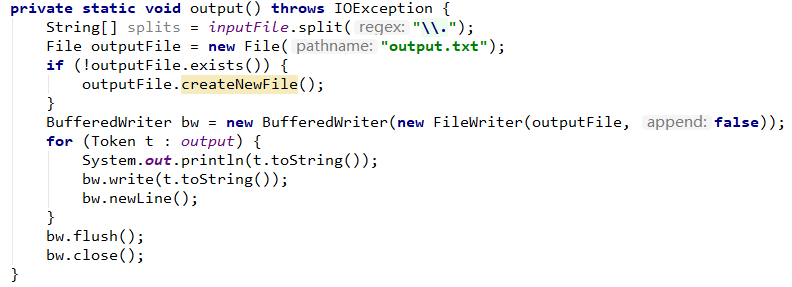 private static void output() throws IOException {
    String[] splits = inputFile.split( regex: "\\.");
    File outputFile = new File( pathname: "output.txt");
    if (!outputFile.exists()) {
        outputFile.createNewFile();
    }
    BufferedWriter bw = new BufferedWriter(new FileWriter(outputFile, append: false));
    for (Token t : output) {
        System.out.println(t.toString());
        bw.write(t.toString());
        bw.newLine();
    }
    bw.flush();
    bw.close();
}